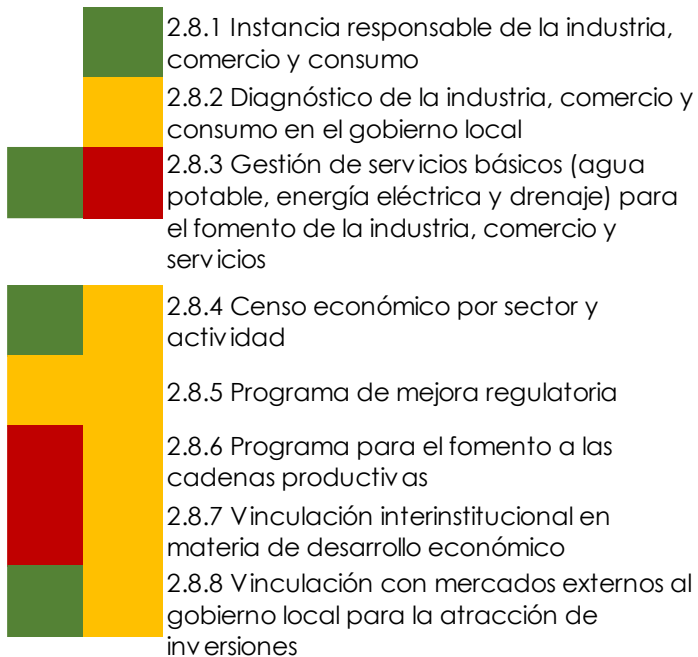 2.8.1 Instancia responsable de la industria,
comercio y consumo
2.8.2 Diagnóstico de la industria, comercio y
consumo en el gobierno local
2.8.3 Gestión de servicios básicos (agua
potable, energía eléctrica y drenaje) para
el fomento de la industria, comercio y
servicios
2.8.4 Censo económico por sector y
actividad
2.8.5 Programa de mejora regulatoria
2.8.6 Programa para el fomento a las
cadenas productivas
2.8.7 Vinculación interinstitucional en
materia de desarrollo económico
2.8.8 Vinculación con mercados externos al
gobierno local para la atracción de
inversiones